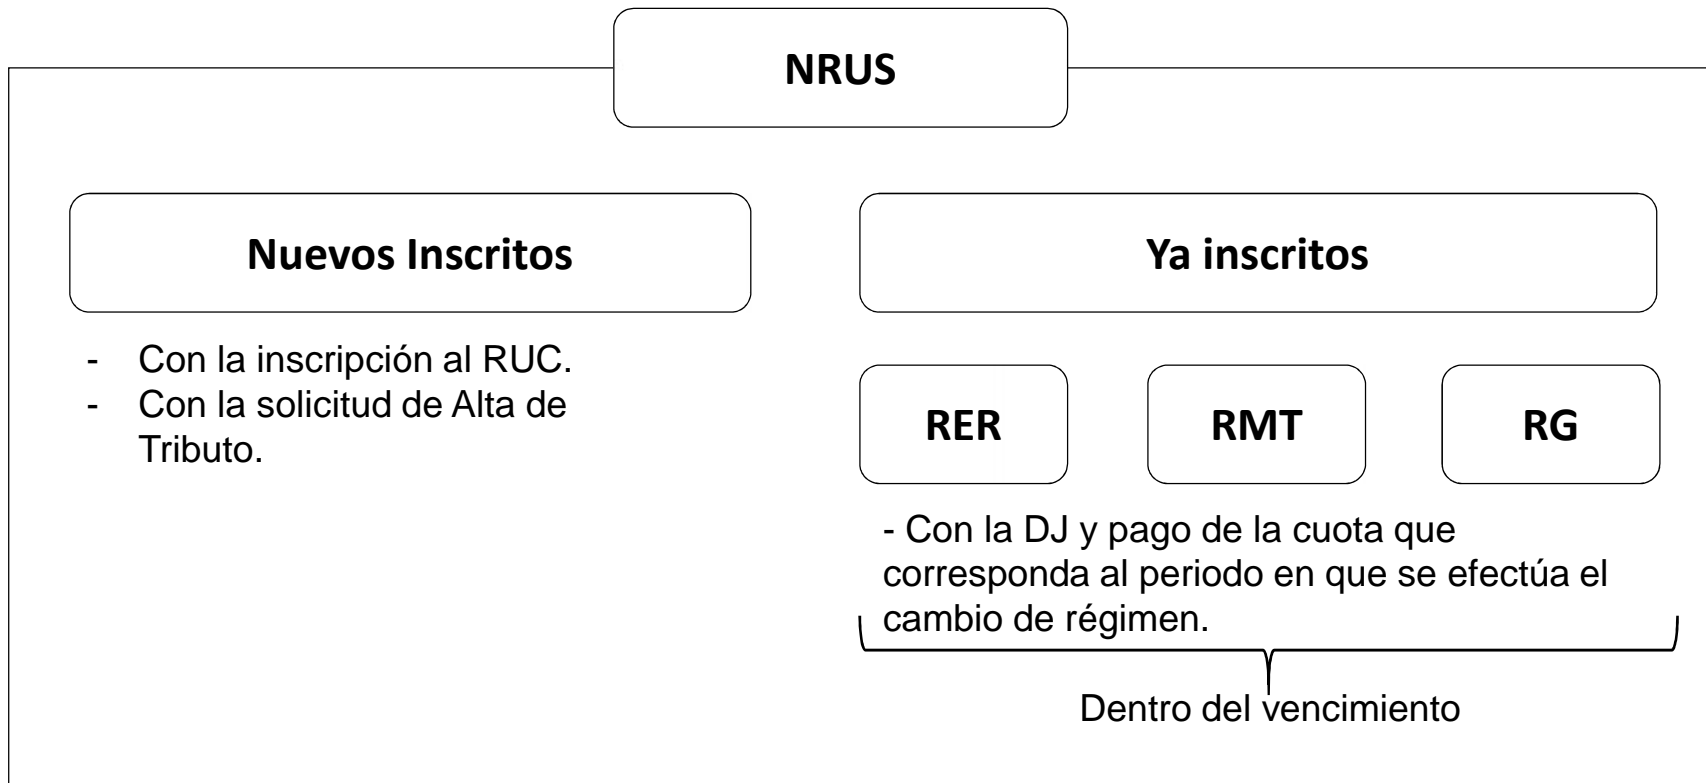 NRUS
Nuevos Inscritos
- Con la inscripción al RUC.
- Con la solicitud de Alta de
Tributo.
Ya inscritos
RER
RMT
RG
- Con la DJ y pago de la cuota que
corresponda al periodo en que se efectúa el
cambio de régimen.
Dentro del vencimiento